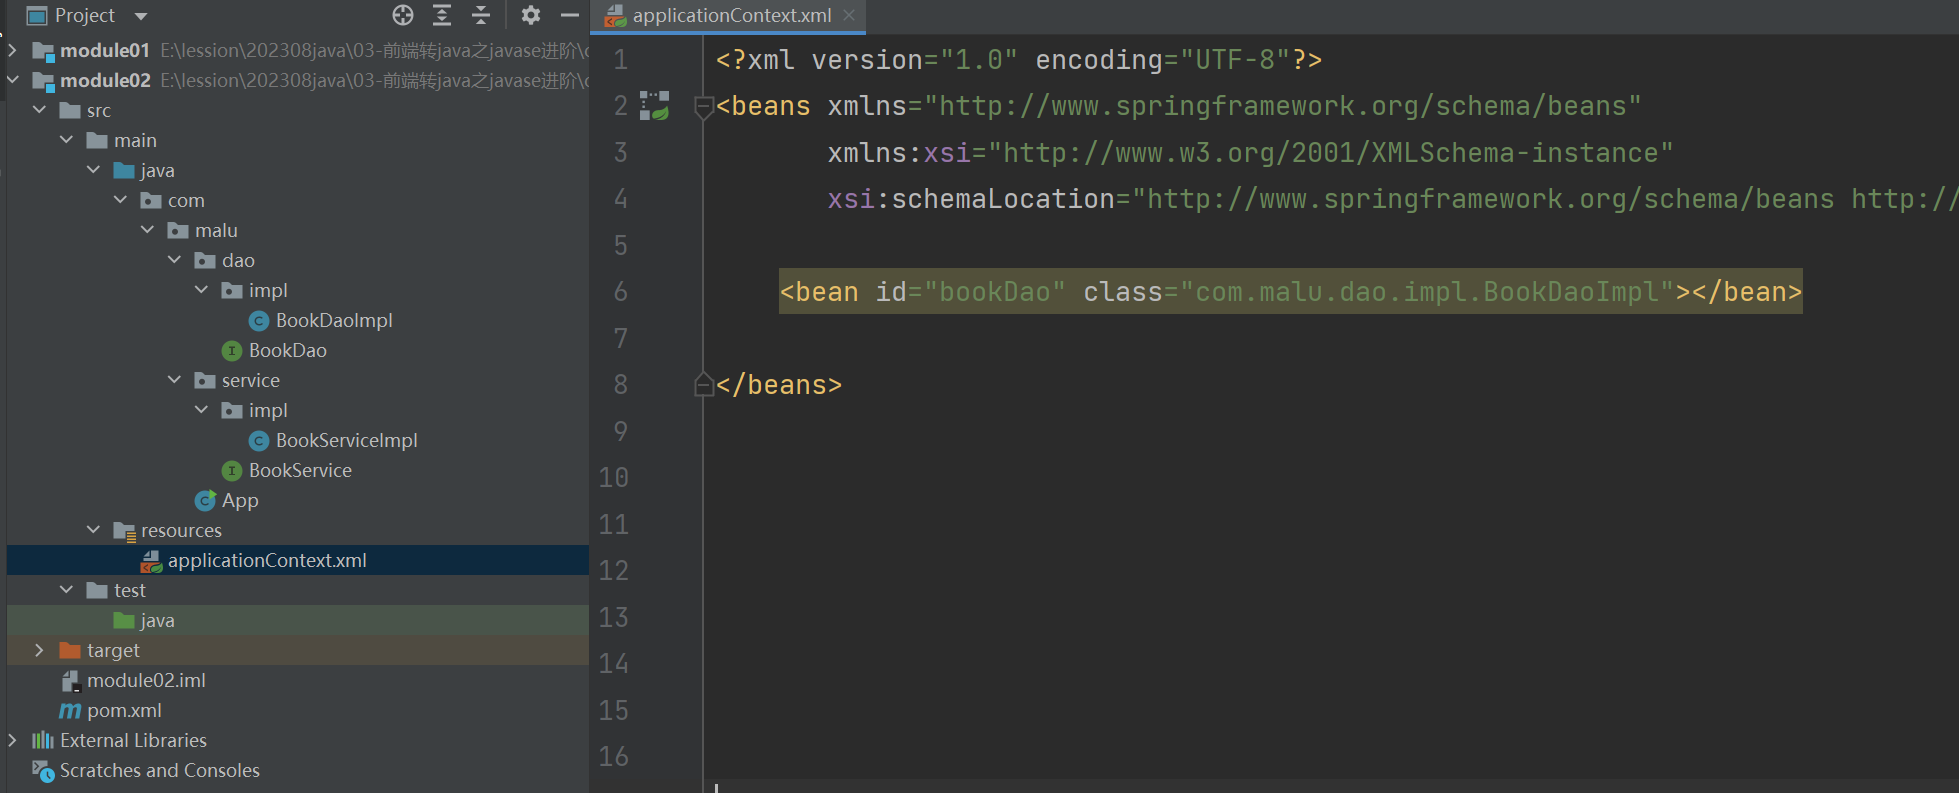 Project
module01 E:\lession\202308java\03-前端转java之javase进阶\
module02 E:\lession\202308java\03-前端转java之javase进阶\
src
main
java
com
malu
dao
impl
BookDaoImpl
BookDao
service
impl
BookServiceImpl
BookService
App
resources
applicationContext.xml
test
java
target
module02.iml
pom.xml
External Libraries
Scratches and Consoles
applicationContext.xml
1 <?xml version="1.0" encoding="UTF-8"?>
2 <beans xmlns="http://www.springframework.org/schema/beans"
3 xmlns:xsi="http://www.w3.org/2001/XMLSchema-instance"
4 xsi:schemaLocation="http://www.springframework.org/schema/beans http://
5
6 <bean id="bookDao" class="com.malu.dao.impl.BookDaoImpl"></bean>
7
8 </beans>
9
10
11
12
13
14
15
16